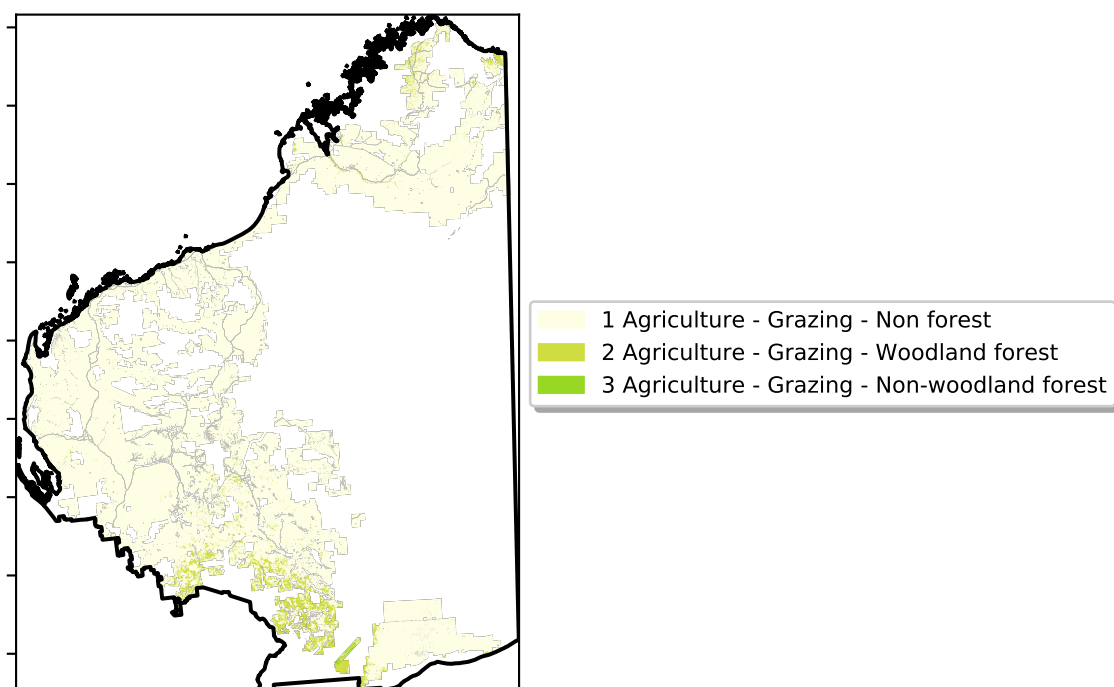 1 Agriculture - Grazing - Non forest
2 Agriculture - Grazing - Woodland forest
3 Agriculture - Grazing - Non-woodland forest